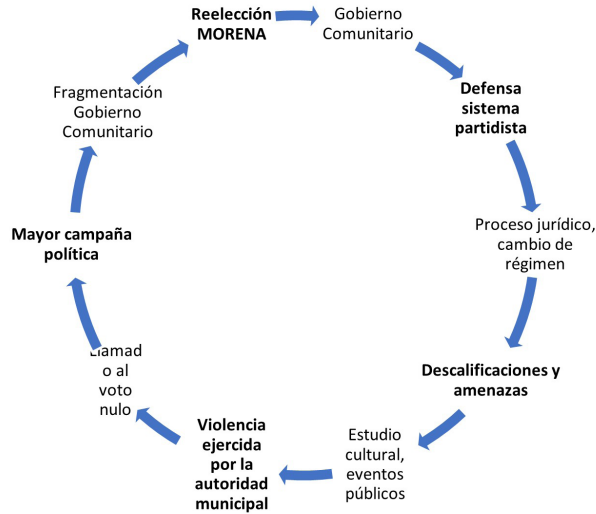 Reelección
MORENA
Gobierno
Comunitario
Defensa
sistema
partidista
Proceso jurídico,
cambio de
régimen
Descalificaciones y
amenazas
Estudio
cultural,
eventos
públicos
Violencia
ejercida
por la
autoridad
municipal
Llamad
o al
voto
nulo
Mayor campaña
política
Fragmentación
Gobierno
Comunitario